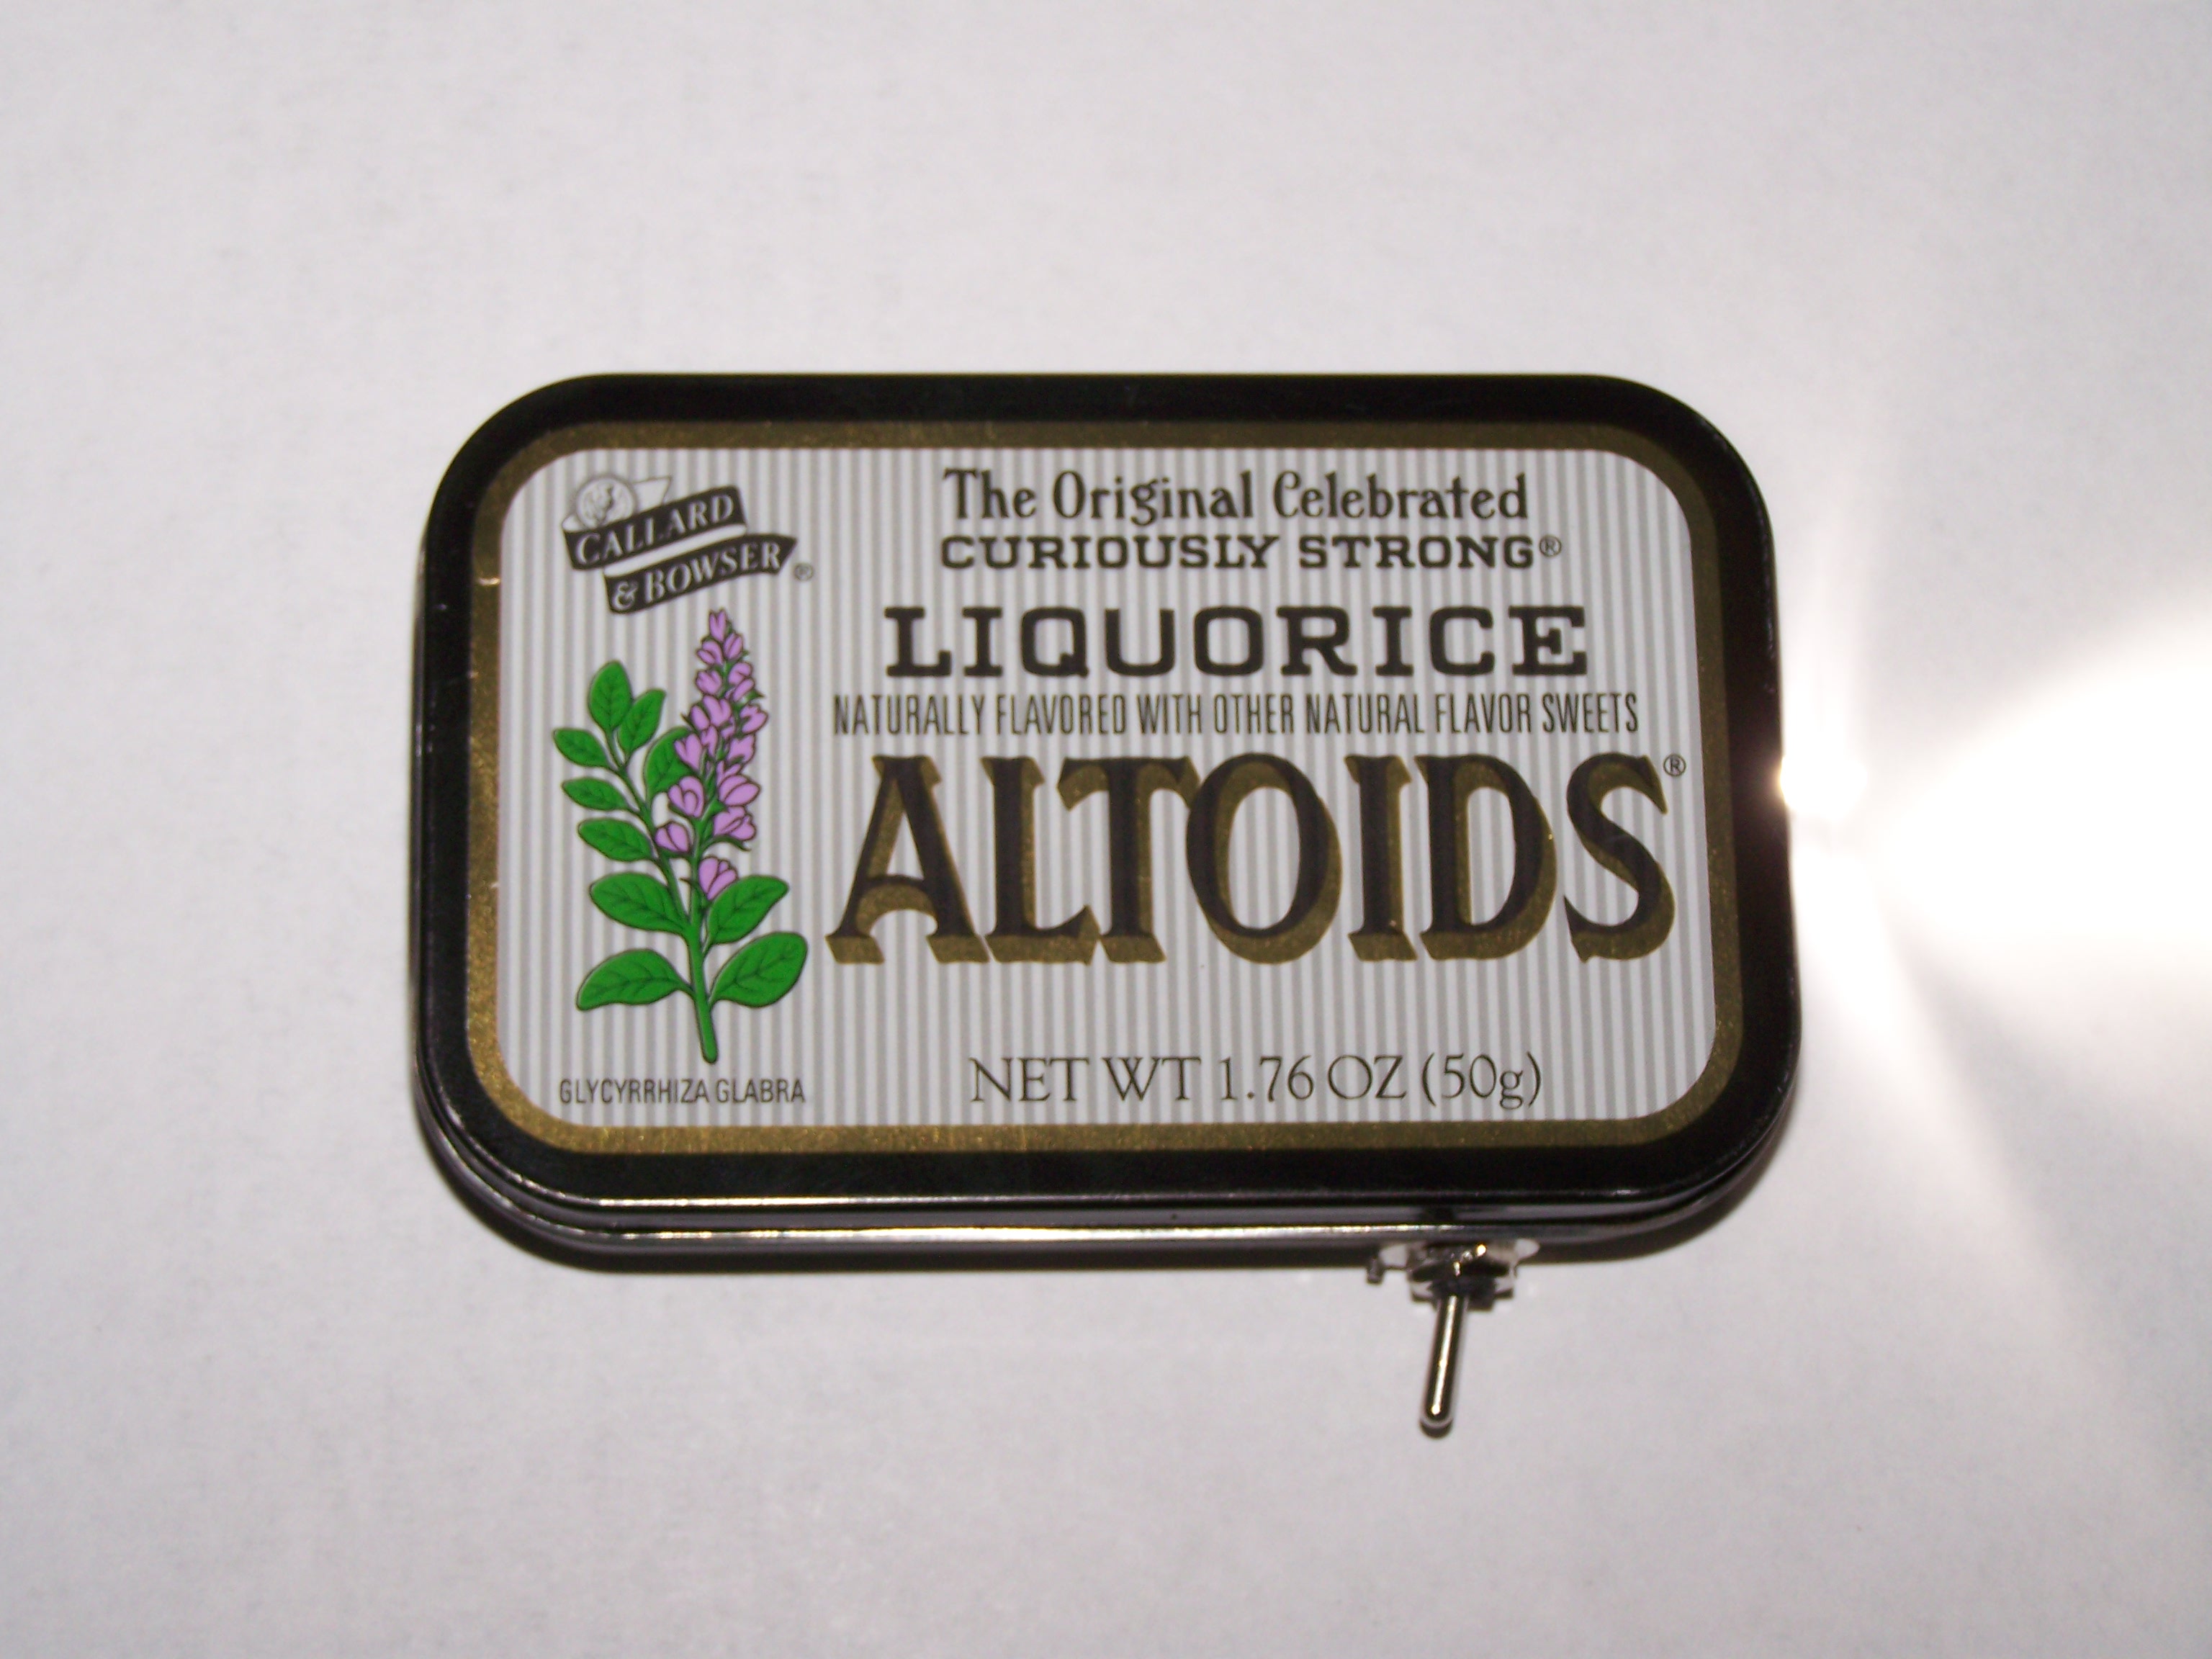 CALLARD
& BOWSER®
The Original Celebrated
CURIOUSLY STRONG®
LIQUORICE
NATURALLY FLAVORED WITH OTHER NATURAL FLAVOR SWEETS
ALTOIDS®
GLYCYRRHIZA GLABRA
NET WT 1.76 OZ (50g)